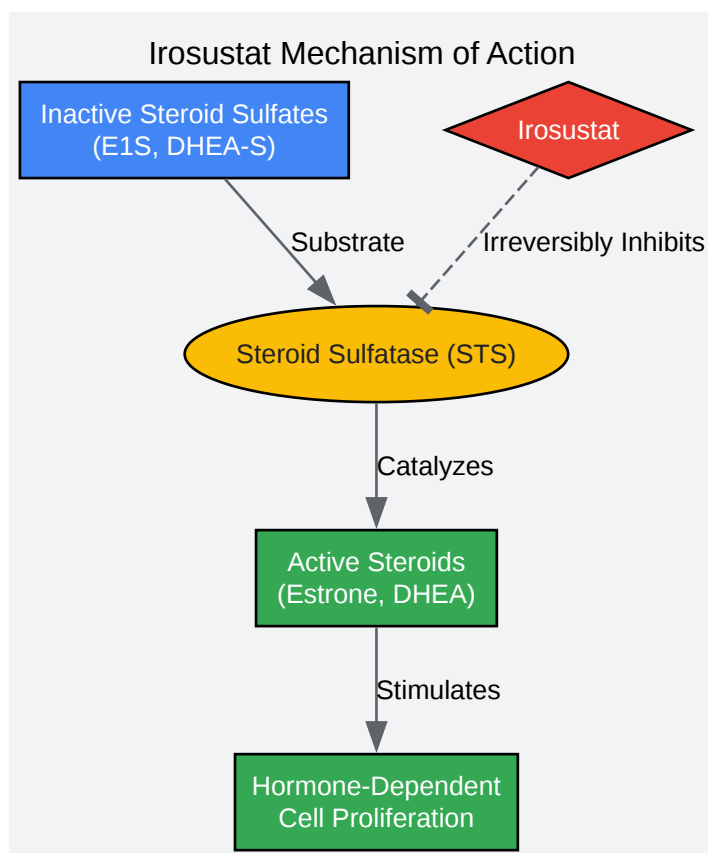 Irosustat Mechanism of Action
Inactive Steroid Sulfates
(E1S, DHEA-S)
Irosustat
Substrate
Irreversibly Inhibits
Steroid Sulfatase (STS)
Catalyzes
Active Steroids
(Estrone, DHEA)
Stimulates
Hormone-Dependent
Cell Proliferation